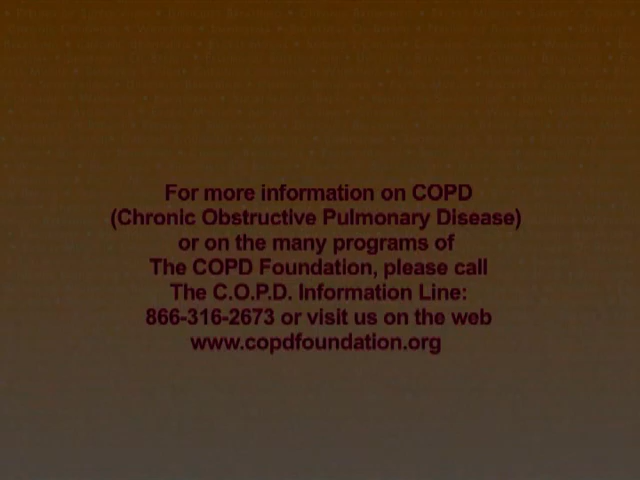 For more information on COPD
(Chronic Obstructive Pulmonary Disease)
or on the many programs of
The COPD Foundation, please call
The C.O.P.D. Information Line:
866-316-2673 or visit us on the web
www.copdfoundation.org